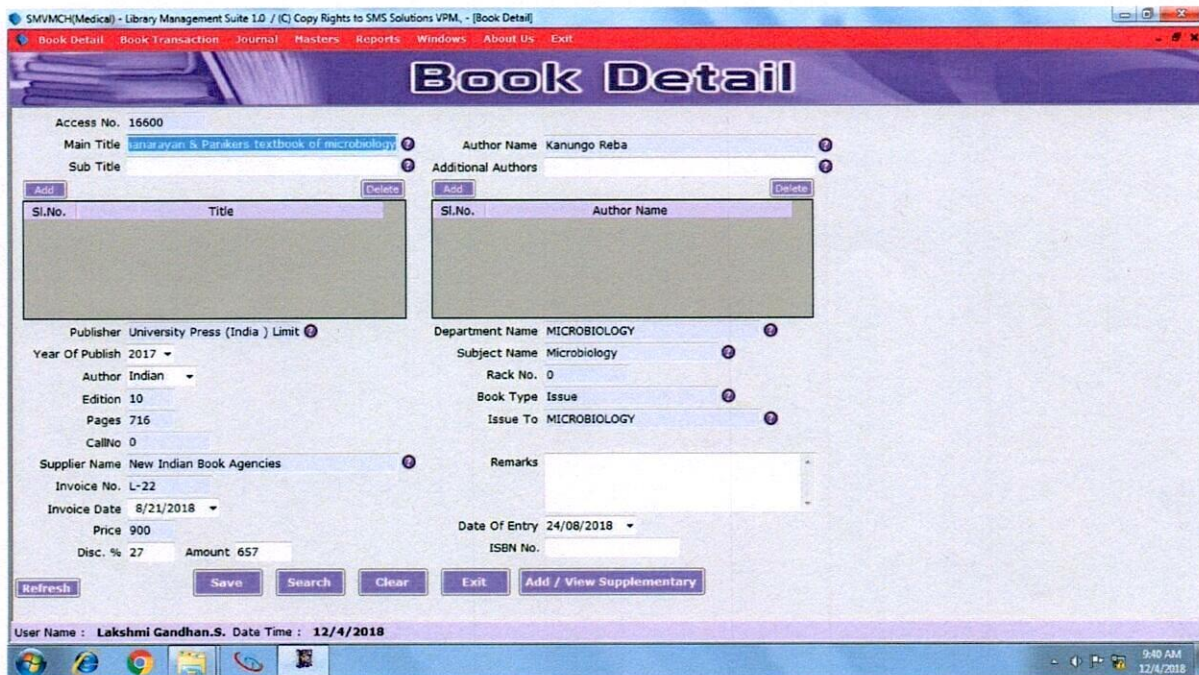 SMVMCH(Medical) - Library Management Suite 1.0 / (C) Copy Rights to SMS Solutions VPM., - [Book Detail]
Book Detail Book Transaction Journal Masters Reports Windows About Us Exit
Book Detail
Access No. 16600
Main Title anarayan & Panikers textbook of microbiology
Author Name Kanungo Reba
Sub Title
Additional Authors
Add Delete
Add Delete
Sl.No. Title
Sl.No. Author Name
Publisher University Press (India ) Limit
Department Name MICROBIOLOGY
Year Of Publish 2017
Subject Name Microbiology
Author Indian
Rack No. 0
Edition 10
Book Type Issue
Pages 716
Issue To MICROBIOLOGY
CallNo 0
Supplier Name New Indian Book Agencies
Remarks
Invoice No. L-22
Invoice Date 8/21/2018
Price 900
Date Of Entry 24/08/2018
Disc. % 27 Amount 657
ISBN No.
Refresh Save Search Clear Exit Add / View Supplementary
User Name : Lakshmi Gandhan.S. Date Time : 12/4/2018
9:40 AM
12/4/2018